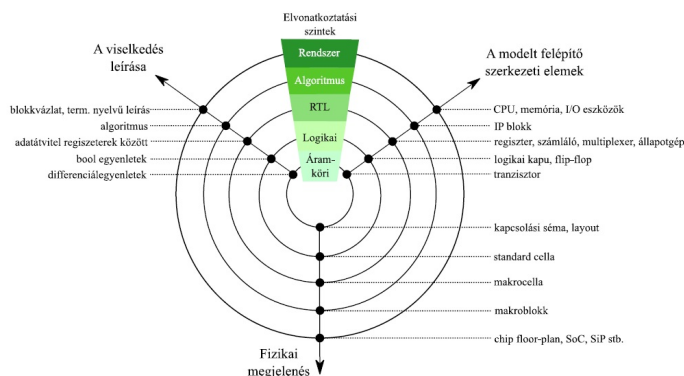 Elvonatkoztatási
szintek
Rendszer
Algoritmus
RTL
Logikai
Áram-
köri
A viselkedés
leírása
blokkvázlat, term. nyelvű leírás
algoritmus
adatátvitel regiszeterek között
bool egyenletek
differenciálegyenletek
A modelt felépítő
szerkezeti elemek
CPU, memória, I/O eszközök
IP blokk
regiszter, számláló, multiplexer, állapotgép
logikai kapu, flip-flop
tranzisztor
kapcsolási séma, layout
standard cella
makrocella
makroblokk
chip floor-plan, SoC, SiP stb.
Fizikai
megjelenés